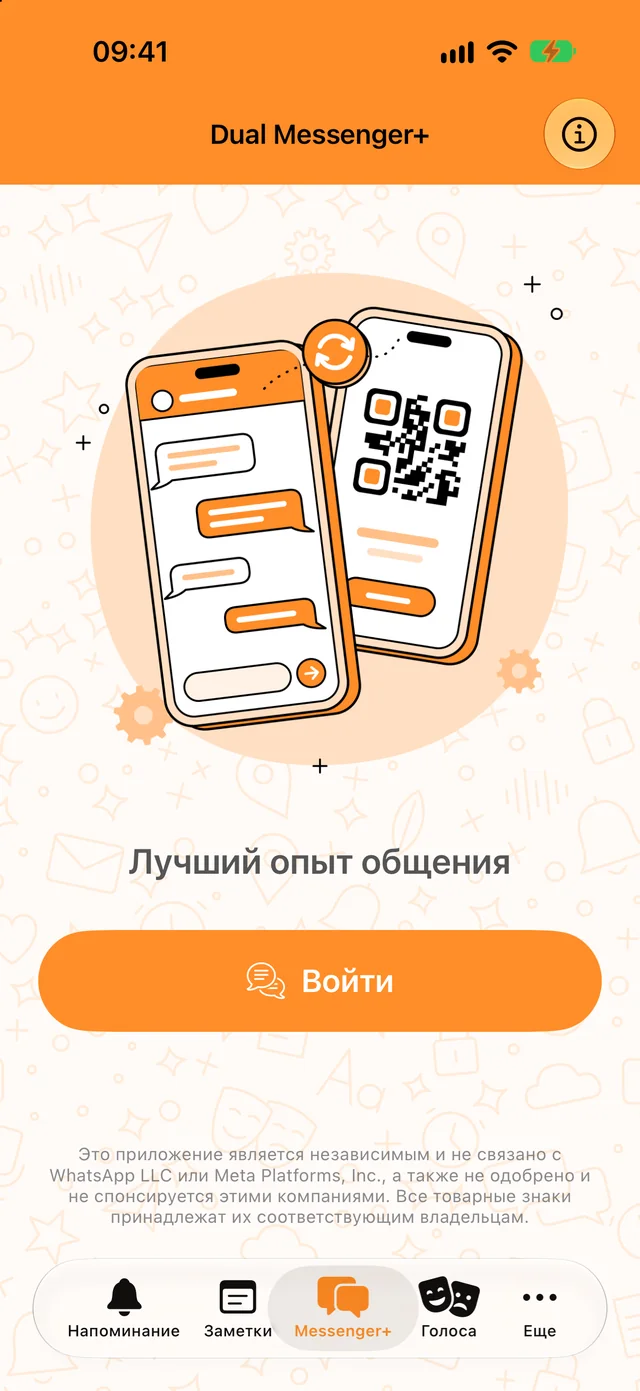 09:41
Dual Messenger+
Лучший опыт общения
Войти
Это приложение является независимым и не связано с
WhatsApp LLC или Meta Platforms, Inc., а также не одобрено и
не спонсируется этими компаниями. Все товарные знаки
принадлежат их соответствующим владельцам.
Напоминание Заметки Messenger+ Голоса Еще